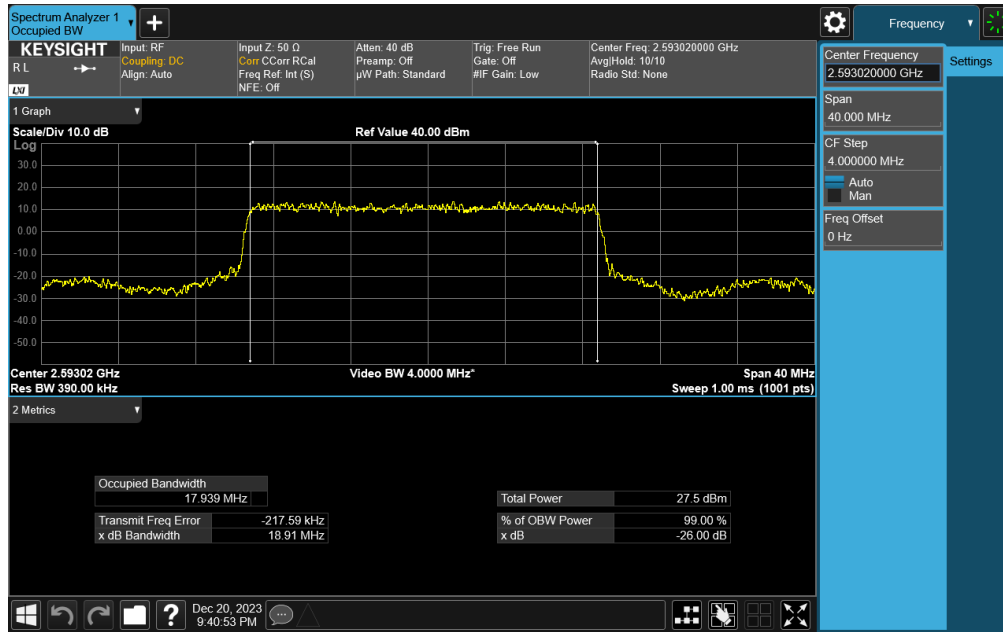 Spectrum Analyzer 1
Occupied BW
KEYSIGHT
R L
LXI
Input: RF
Coupling: DC
Align: Auto
Input Z: 50 Ω
Corr CCorr RCal
Freq Ref: Int (S)
NFE: Off
Atten: 40 dB
Preamp: Off
µW Path: Standard
Trig: Free Run
Gate: Off
#IF Gain: Low
Center Freq: 2.593020000 GHz
Avg|Hold: 10/10
Radio Std: None
1 Graph
Scale/Div 10.0 dB
Ref Value 40.00 dBm
Log
30.0
20.0
10.0
0.00
-10.0
-20.0
-30.0
-40.0
-50.0
Center 2.59302 GHz
Video BW 4.0000 MHz*
Span 40 MHz
Res BW 390.00 kHz
Sweep 1.00 ms (1001 pts)
2 Metrics
Occupied Bandwidth
17.939 MHz
Total Power 27.5 dBm
Transmit Freq Error -217.59 kHz
% of OBW Power 99.00 %
x dB Bandwidth 18.91 MHz
x dB -26.00 dB
Dec 20, 2023
9:40:53 PM
Frequency
Settings
Center Frequency
2.593020000 GHz
Span
40.000 MHz
CF Step
4.000000 MHz
Auto
Man
Freq Offset
0 Hz